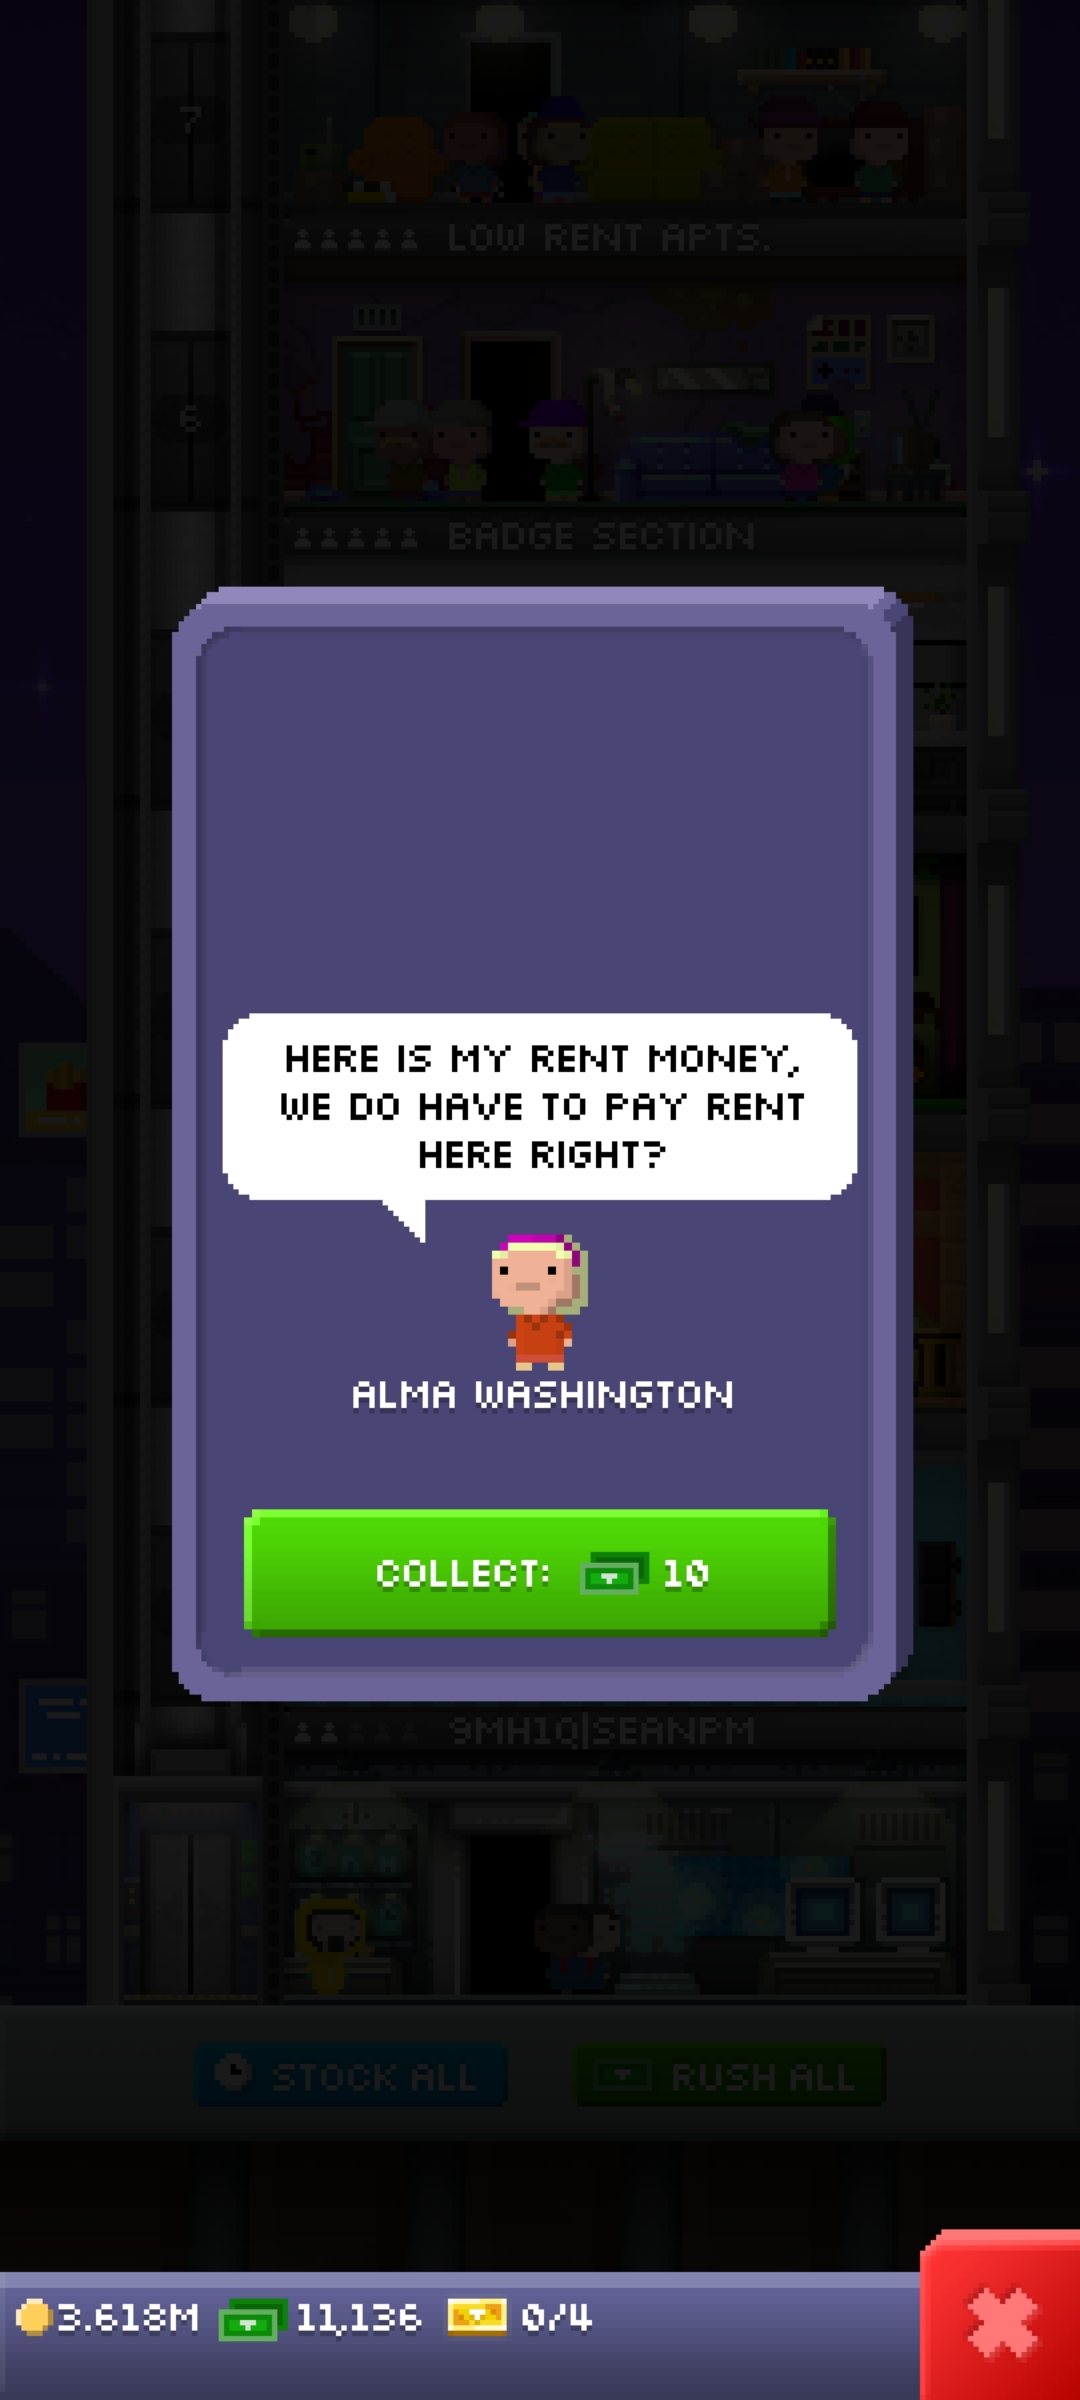 7
LOW RENT APTS.
6
BADGE SECTION
HERE IS MY RENT MONEY,
WE DO HAVE TO PAY RENT
HERE RIGHT?
ALMA WASHINGTON
COLLECT: 10
9MH1Q|SEANPM
STOCK ALL
RUSH ALL
3.618M 11,136 0/4